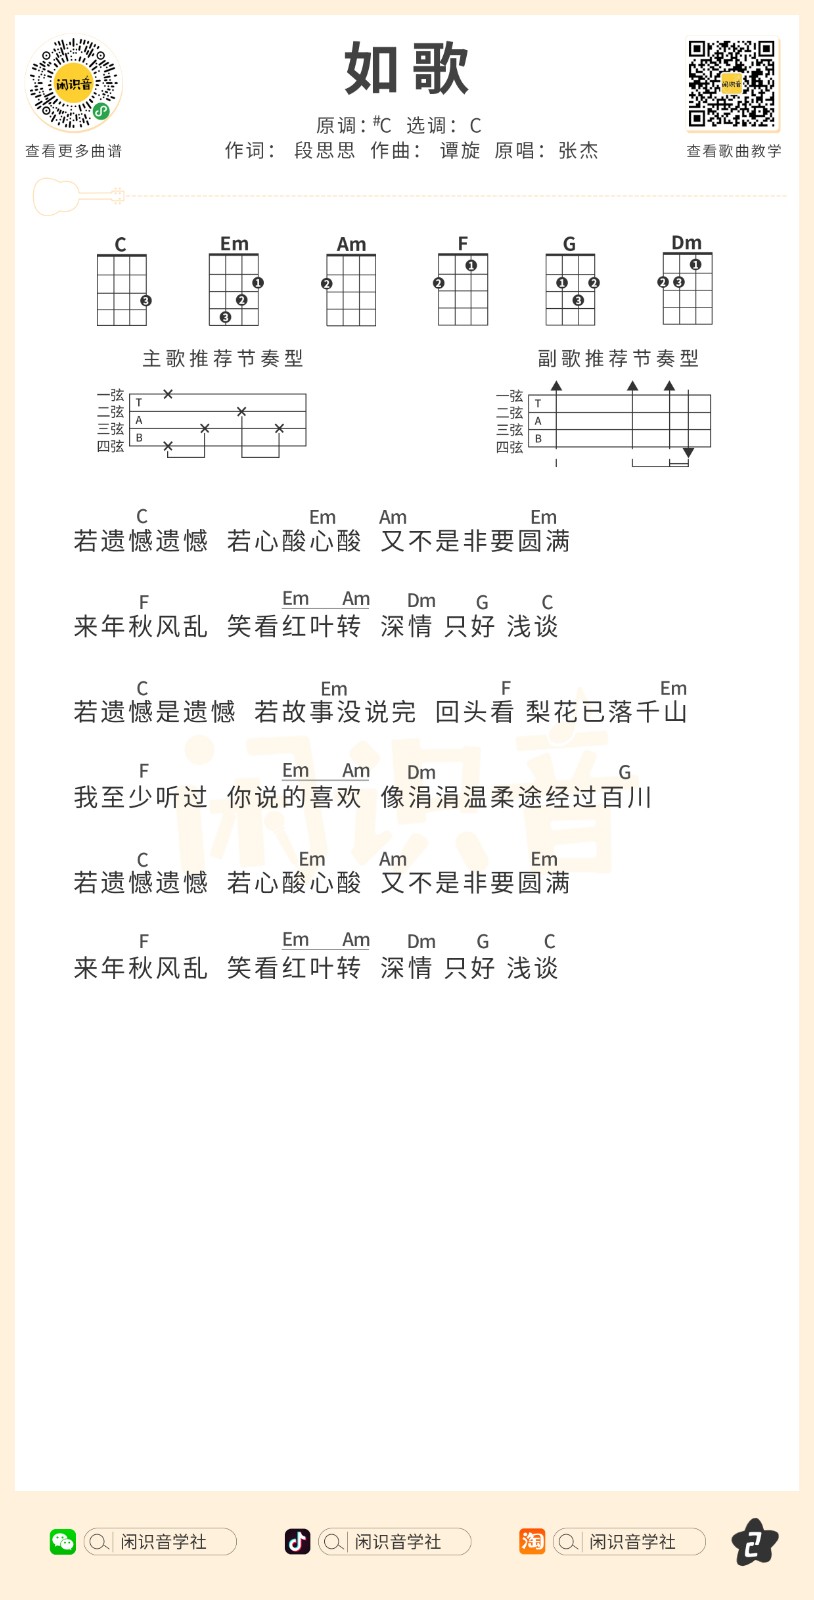 闲识音
查看更多曲谱
如歌
原调：#C 选调：C
作词： 段思思 作曲： 谭旋 原唱：张杰
闲识音
查看歌曲教学
C Em Am F G Dm
3
1 2 3
2
1 2
1 2 3
1 2 3
主歌推荐节奏型
一弦
二弦
三弦
四弦
T
A
B
副歌推荐节奏型
一弦
二弦
三弦
四弦
T
A
B
C Em Am Em
若遗憾遗憾 若心酸心酸 又不是非要圆满
F Em Am Dm G C
来年秋风乱 笑看红叶转 深情 只好 浅谈
C Em F Em
若遗憾是遗憾 若故事没说完 回头看 梨花已落千山
F Em Am Dm G
我至少听过 你说的喜欢 像涓涓温柔途经过百川
C Em Am Em
若遗憾遗憾 若心酸心酸 又不是非要圆满
F Em Am Dm G C
来年秋风乱 笑看红叶转 深情 只好 浅谈
闲识音
闲识音学社
闲识音学社
淘
闲识音学社
2